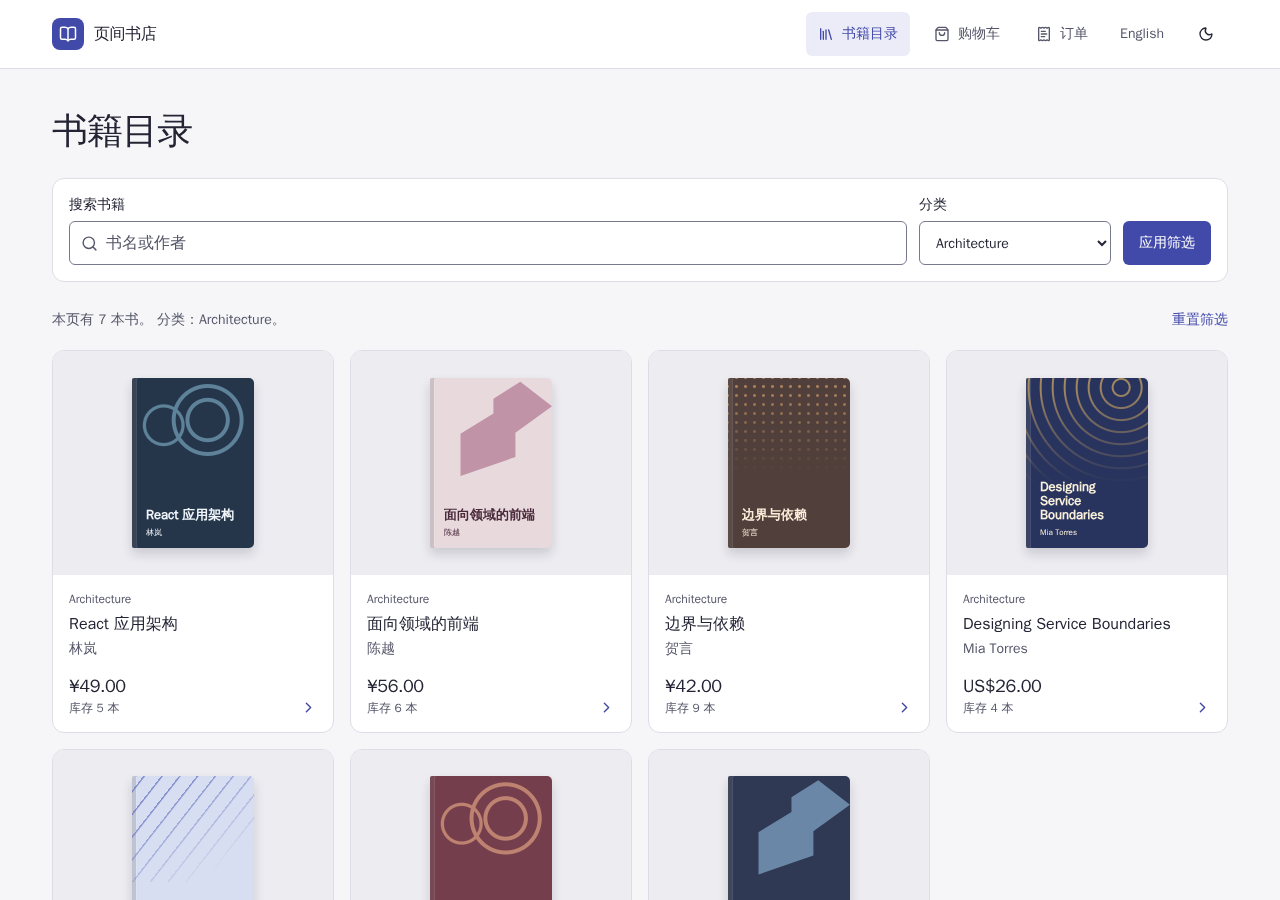 页间书店
书籍目录
购物车
订单
English
书籍目录
搜索书籍
分类
书名或作者
Architecture
应用筛选
本页有 7 本书。 分类：Architecture。
重置筛选
React 应用架构
林岚
面向领域的前端
陈越
边界与依赖
贺言
Designing
Service
Boundaries
Mia Torres
Architecture
React 应用架构
林岚
¥49.00
库存 5 本
Architecture
面向领域的前端
陈越
¥56.00
库存 6 本
Architecture
边界与依赖
贺言
¥42.00
库存 9 本
Architecture
Designing Service Boundaries
Mia Torres
US$26.00
库存 4 本